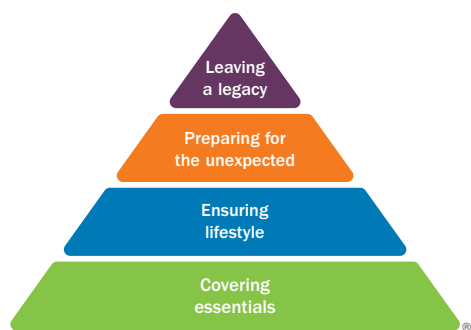 Leaving
a legacy
Preparing for
the unexpected
Ensuring
lifestyle
Covering
essentials
®